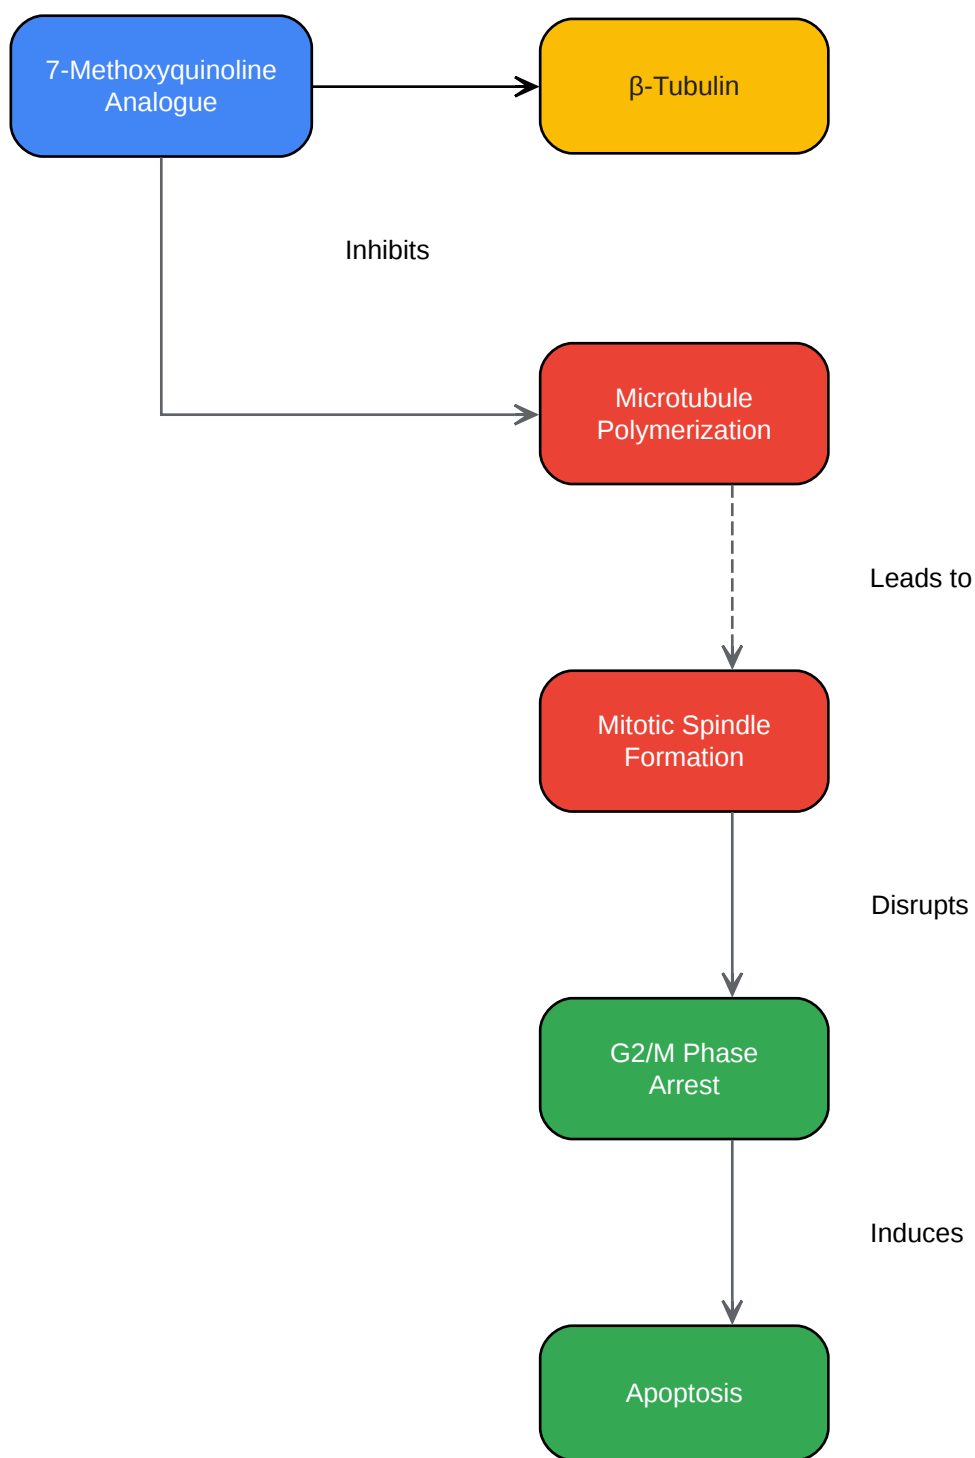 7-Methoxyquinoline
Analogue
β-Tubulin
Inhibits
Microtubule
Polymerization
Leads to
Mitotic Spindle
Formation
Disrupts
G2/M Phase
Arrest
Induces
Apoptosis